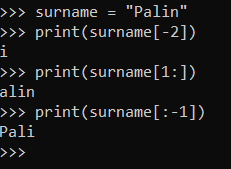 >>> surname = "Palin"
>>> print(surname[-2])
i
>>> print(surname[1:])
alin
>>> print(surname[:-1])
Pali
>>>